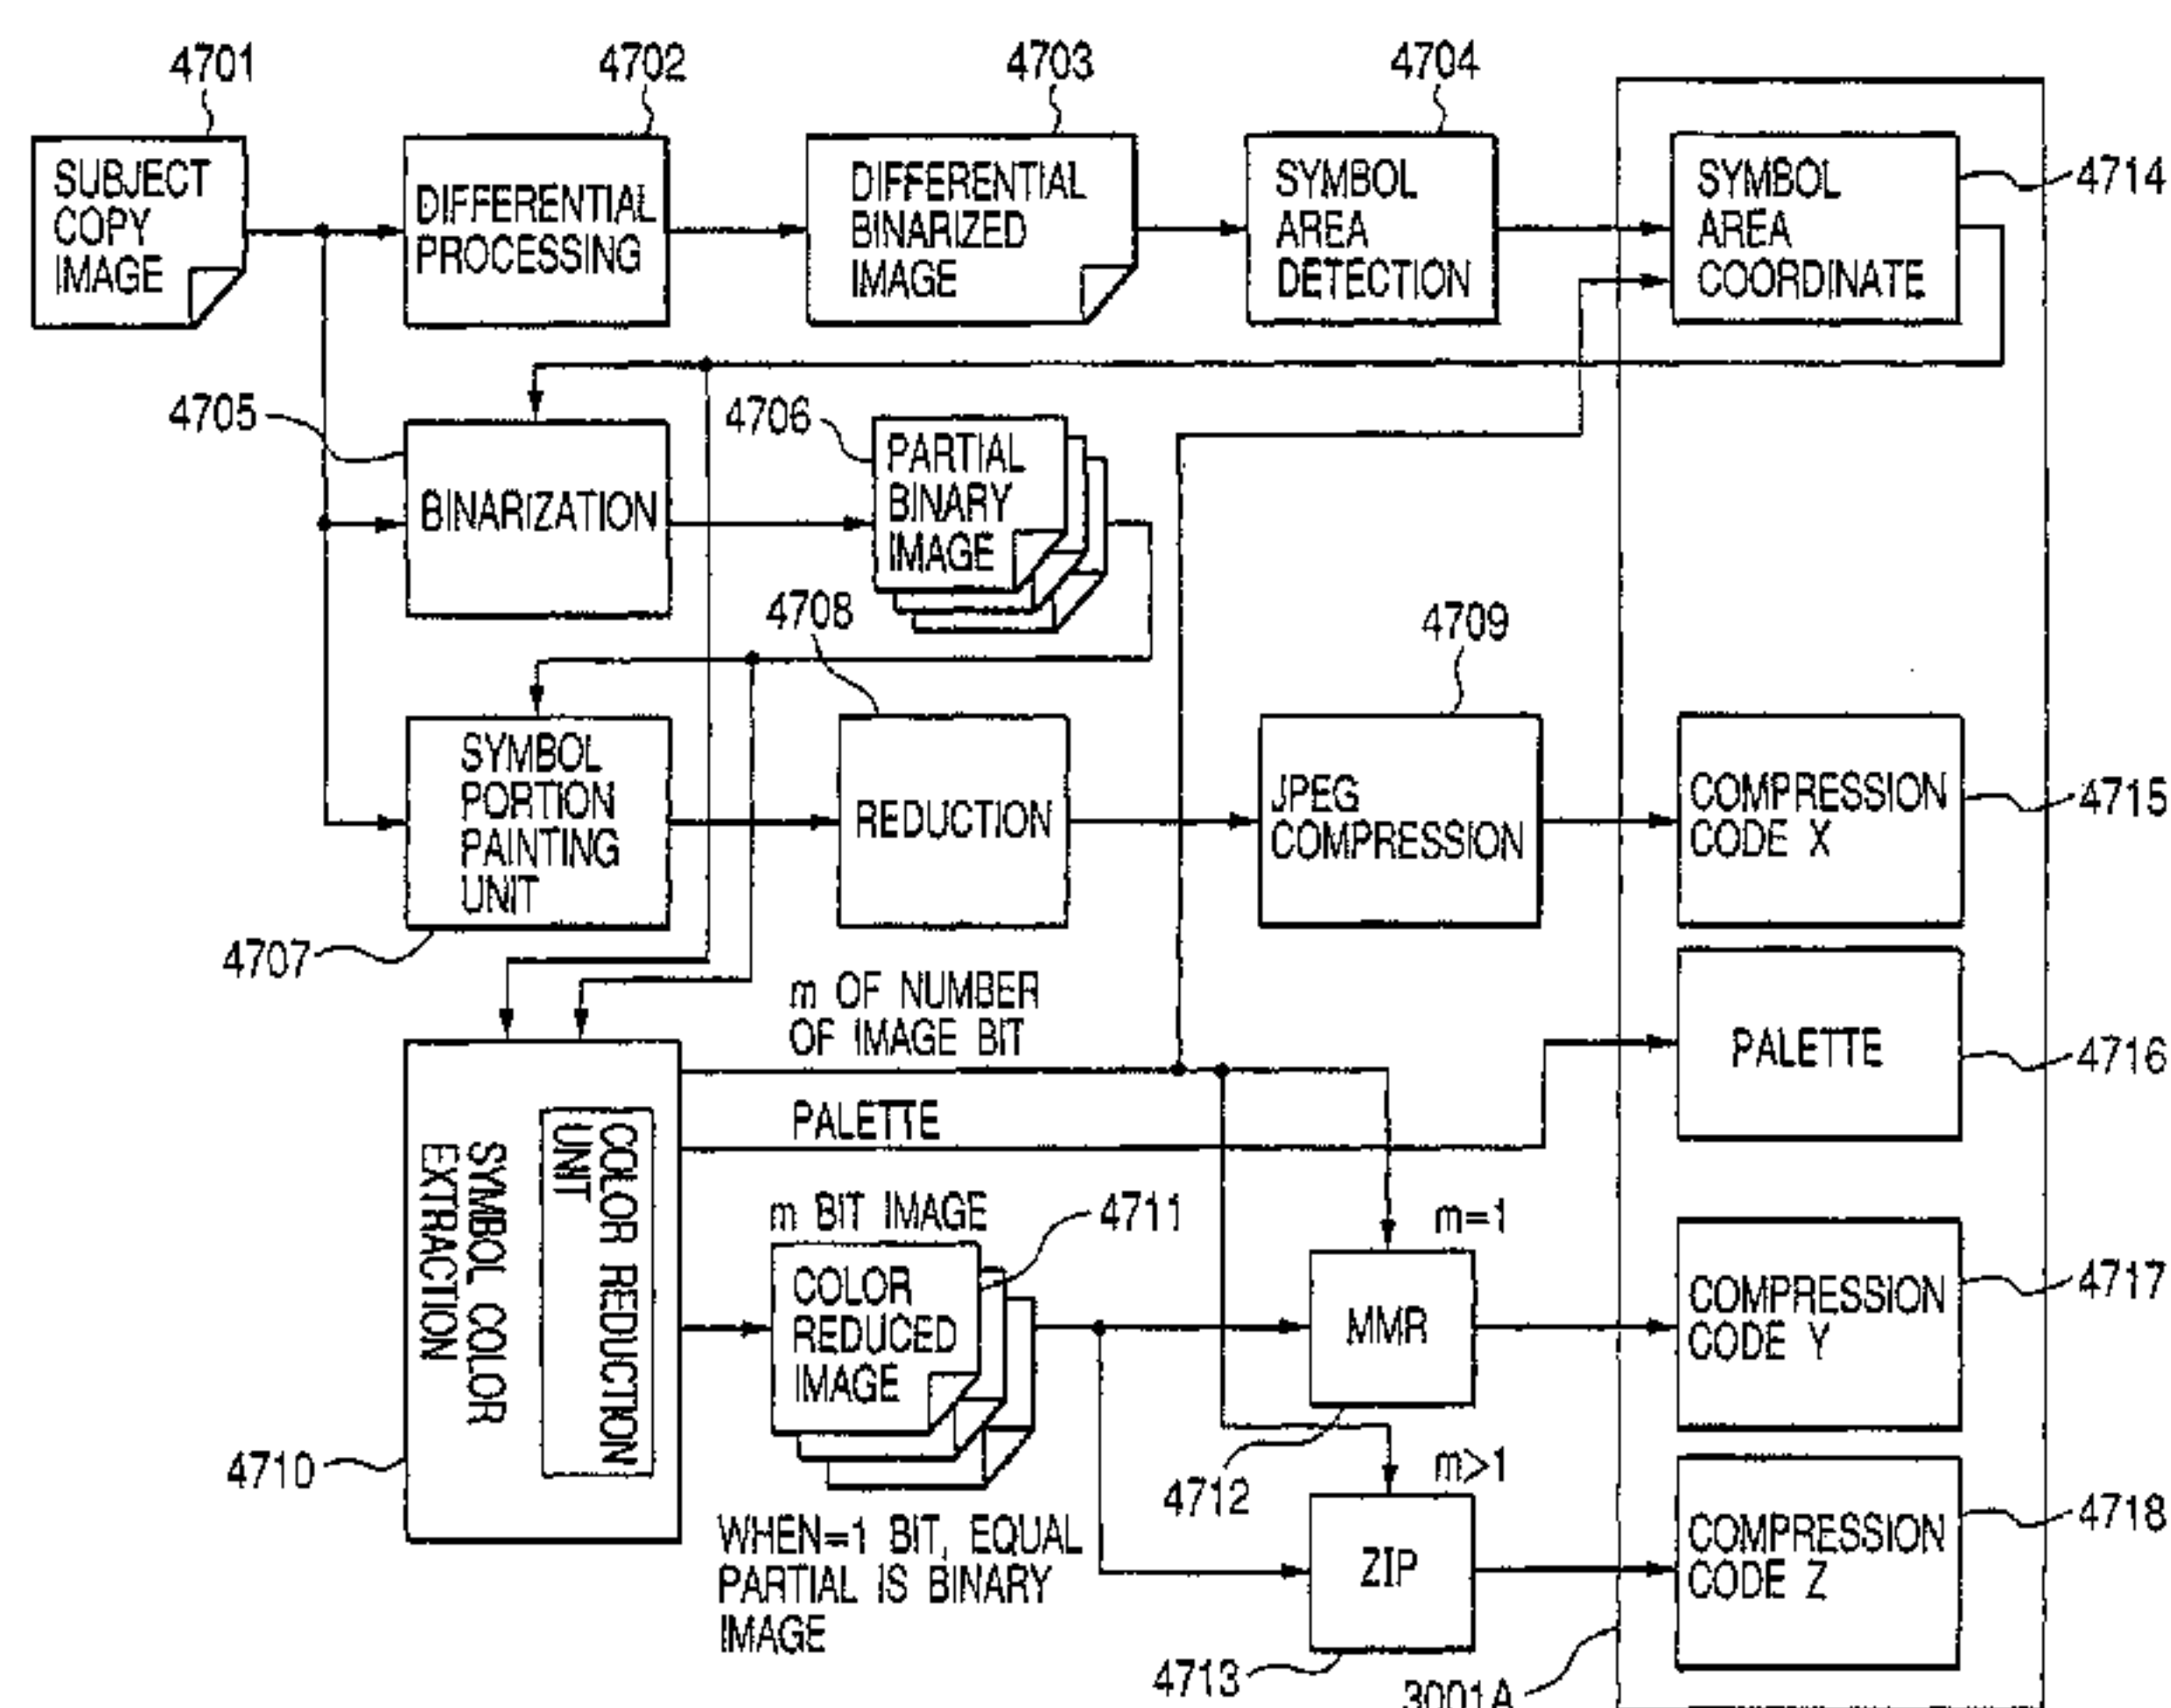 4701
4702
4703
4704
SUBJECT
COPY
IMAGE
DIFFERENTIAL
PROCESSING
DIFFERENTIAL
BINARIZED
IMAGE
SYMBOL
AREA
DETECTION
SYMBOL
AREA
COORDINATE
4714
4705
BINARIZATION
4706
PARTIAL
BINARY
IMAGE
4708
4709
SYMBOL
PORTION
PAINTING
UNIT
4707
REDUCTION
JPEG
COMPRESSION
COMPRESSION
CODE X
4715
m OF NUMBER
OF IMAGE BIT
PALETTE
PALETTE
4716
SYMBOL COLOR
EXTRACTION
COLOR REDUCTION
UNIT
4710
m BIT IMAGE
4711
COLOR
REDUCED
IMAGE
WHEN=1 BIT, EQUAL
PARTIAL IS BINARY
IMAGE
m=1
MMR
4712
COMPRESSION
CODE Y
4717
m>1
ZIP
4713
COMPRESSION
CODE Z
4718
3001A